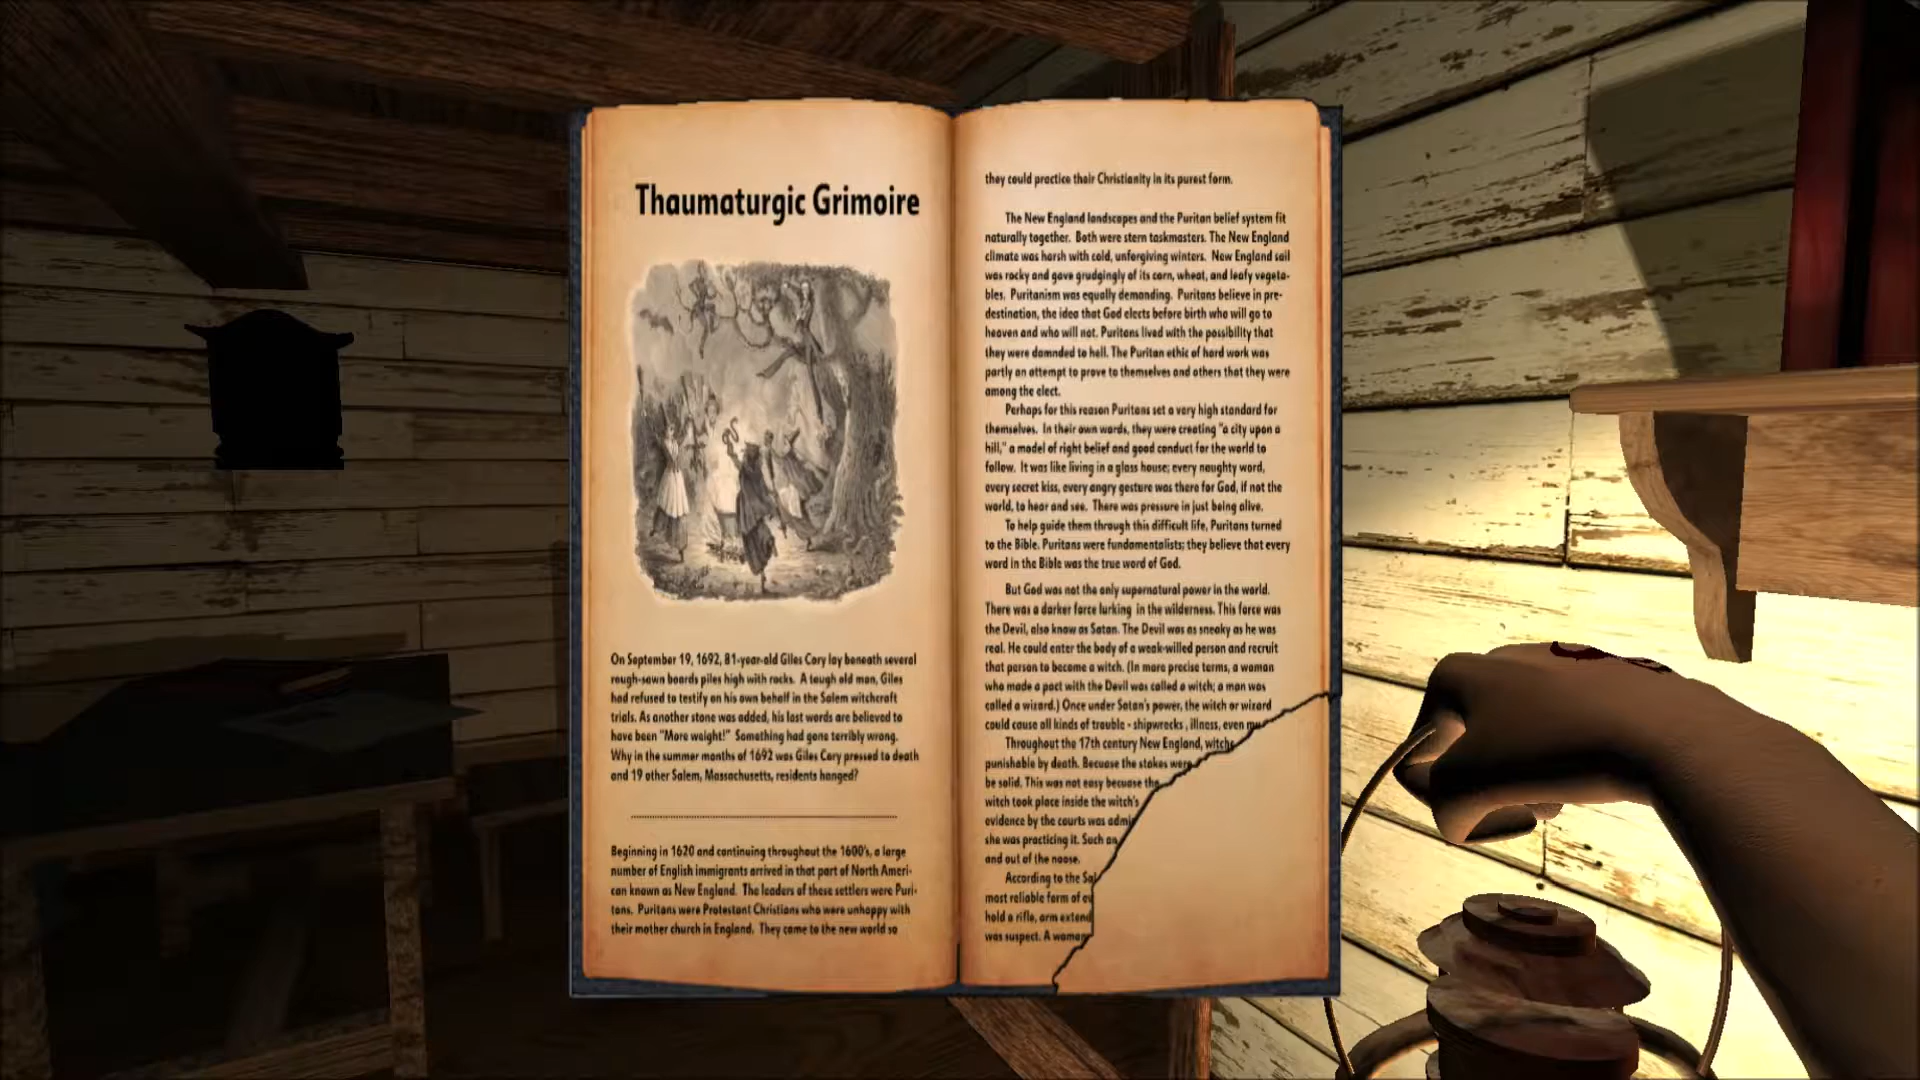 Thaumaturgic Grimoire
On September 19, 1692, 81-year-old Giles Cory lay beneath several
rough-sawn boards piles high with rocks. A tough old man, Giles
had refused to testify on his own behalf in the Salem witchcraft
trials. As another stone was added, his last words are believed to
have been "More weight!" Something had gone terribly wrong.
Why in the summer months of 1692 was Giles Cory pressed to death
and 19 other Salem, Massachusetts, residents hanged?
Beginning in 1620 and continuing throughout the 1600's, a large
number of English immigrants arrived in that part of North Ameri-
can known as New England. The leaders of these settlers were Puri-
tans. Puritans were Protestant Christians who were unhappy with
their mother church in England. They came to the new world so
they could practice their Christianity in its purest form.
The New England landscapes and the Puritan belief system fit
naturally together. Both were stern taskmasters. The New England
climate was harsh with cold, unforgiving winters. New England soil
was rocky and gave grudgingly of its corn, wheat, and leafy vegeta-
bles. Puritanism was equally demanding. Puritans believe in pre-
destination, the idea that God elects before birth who will go to
heaven and who will not. Puritans lived with the possibility that
they were damnded to hell. The Puritan ethic of hard work was
partly an attempt to prove to themselves and others that they were
among the elect.
Perhaps for this reason Puritans set a very high standard for
themselves. In their own words, they were creating "a city upon a
hill," a model of right belief and good conduct for the world to
follow. It was like living in a glass house; every naughty word,
every secret kiss, every angry gesture was there for God, if not the
world, to hear and see. There was pressure in just being alive.
To help guide them through this difficult life, Puritans turned
to the Bible. Puritans were fundamentalists; they believe that every
word in the Bible was the true word of God.
But God was not the only supernatural power in the world.
There was a darker force lurking in the wilderness. This force was
the Devil, also know as Satan. The Devil was as sneaky as he was
real. He could enter the body of a weak-willed person and recruit
that person to become a witch. (In more precise terms, a woman
who made a pact with the Devil was called a witch; a man was
called a wizard.) Once under Satan's power, the witch or wizard
could cause all kinds of trouble - shipwrecks, illness, even
Throughout the 17th century New England, witch
punishable by death. Becuase the stakes were
be solid. This was not easy becuase the
witch took place inside the witch's
evidence by the courts was admi
she was practicing it. Such an
and out of the noose.
According to the Sal
most reliable form of
hold a rifle, arm extend
was suspect. A woman